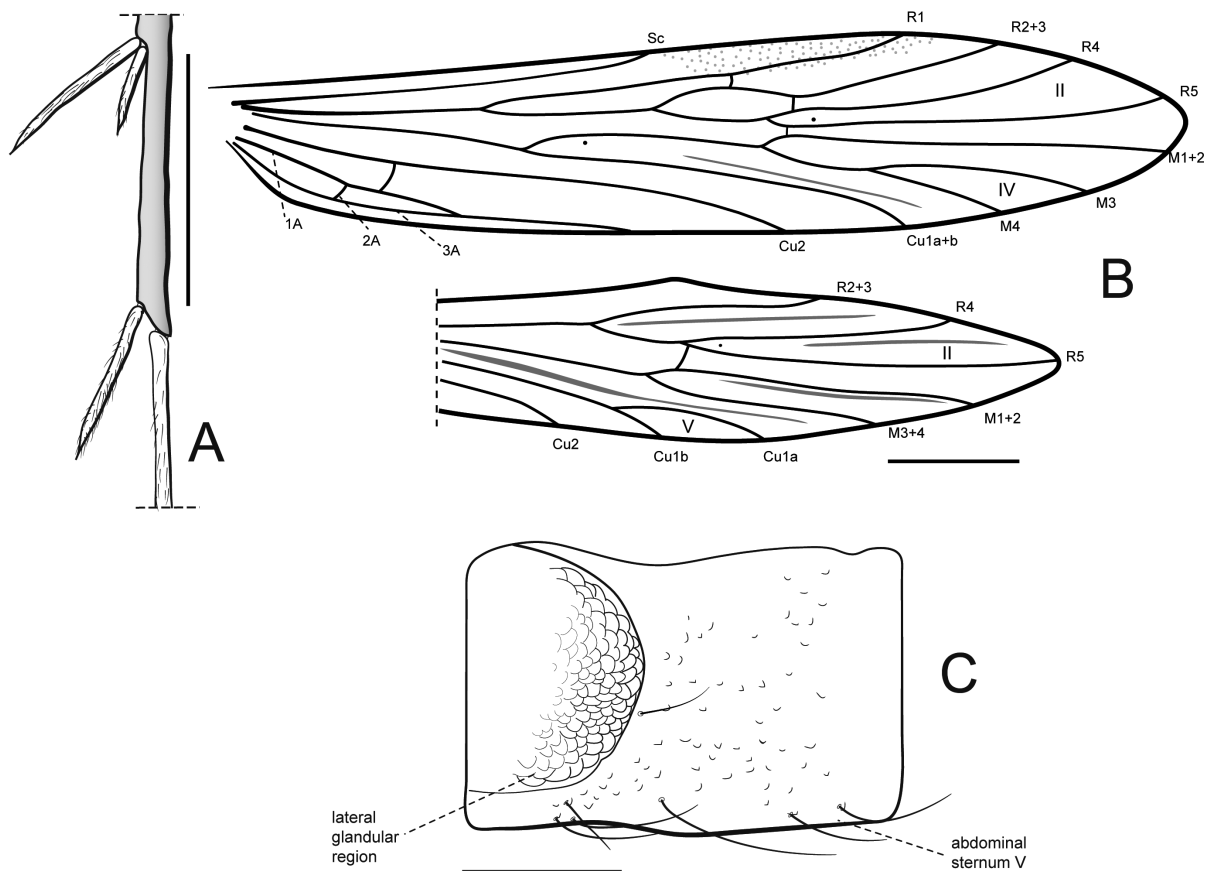 A
Sc
R1
R2+3
R4
II
R5
M1+2
IV
M3
M4
Cu1a+b
Cu2
1A
2A
3A
B
R2+3
R4
II
R5
M1+2
M3+4
V
Cu2
Cu1b
Cu1a
C
lateral
glandular
region
abdominal
sternum V